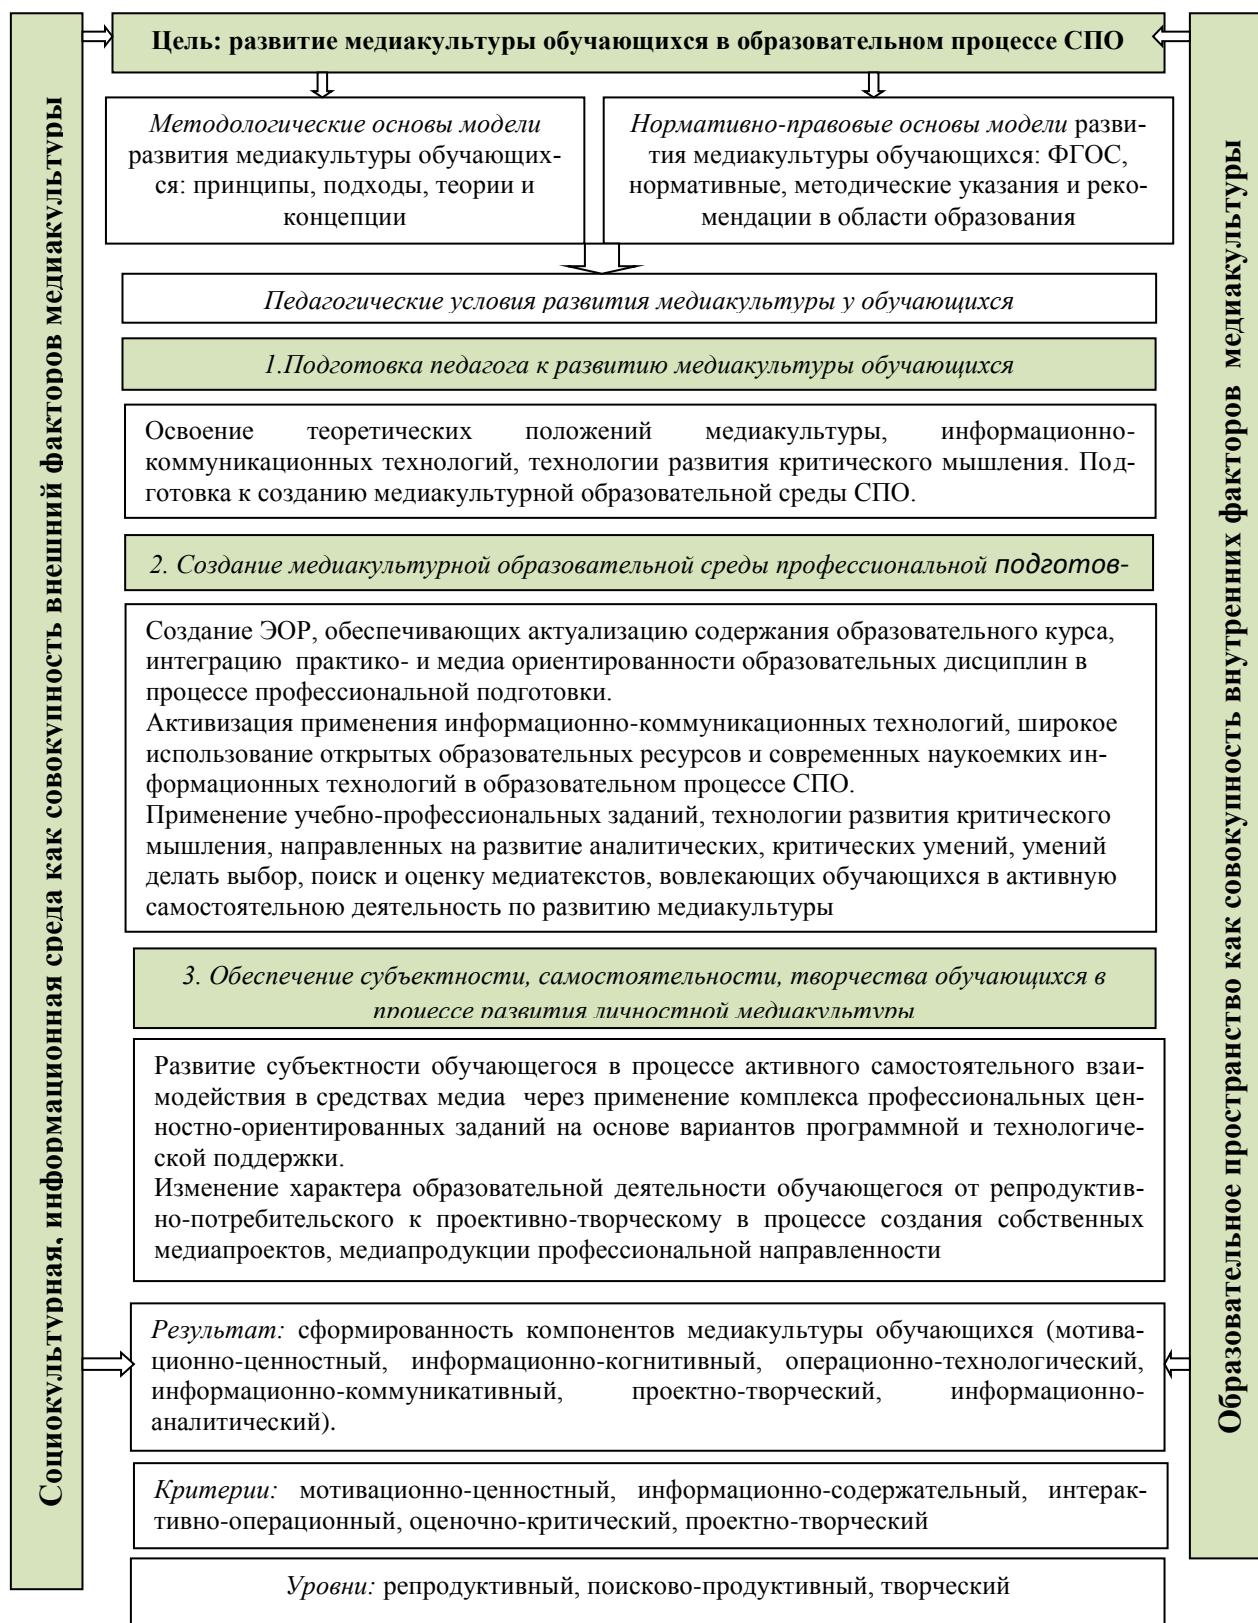 Социокультурная, информационная среда как совокупность внешний факторов медиакультуры
Цель: развитие медиакультуры обучающихся в образовательном процессе СПО
Методологические основы модели
развития медиакультуры обучающих-
ся: принципы, подходы, теории и
концепции
Нормативно-правовые основы модели разви-
тия медиакультуры обучающихся: ФГОС,
нормативные, методические указания и реко-
мендации в области образования
Педагогические условия развития медиакультуры у обучающихся
1.Подготовка педагога к развитию медиакультуры обучающихся
Освоение теоретических положений медиакультуры, информационно-
коммуникационных технологий, технологии развития критического мышления. Под-
готовка к созданию медиакультурной образовательной среды СПО.
2. Создание медиакультурной образовательной среды профессиональной подготов-
Создание ЭОР, обеспечивающих актуализацию содержания образовательного курса,
интеграцию практико- и медиа ориентированности образовательных дисциплин в
процессе профессиональной подготовки.
Активизация применения информационно-коммуникационных технологий, широкое
использование открытых образовательных ресурсов и современных наукоемких ин-
формационных технологий в образовательном процессе СПО.
Применение учебно-профессиональных заданий, технологии развития критического
мышления, направленных на развитие аналитических, критических умений, умений
делать выбор, поиск и оценку медиатекстов, вовлекающих обучающихся в активную
самостоятельною деятельность по развитию медиакультуры
3. Обеспечение субъектности, самостоятельности, творчества обучающихся в
процессе развития личностной медиакультуры
Развитие субъектности обучающегося в процессе активного самостоятельного взаи-
модействия в средствах медиа через применение комплекса профессиональных цен-
ностно-ориентированных заданий на основе вариантов программной и технологиче-
ской поддержки.
Изменение характера образовательной деятельности обучающегося от репродуктив-
но-потребительского к проективно-творческому в процессе создания собственных
медиапроектов, медиапродукции профессиональной направленности
Результат: сформированность компонентов медиакультуры обучающихся (мотива-
ционно-ценностный, информационно-когнитивный, операционно-технологический,
информационно-коммуникативный, проектно-творческий, информационно-
аналитический).
Критерии: мотивационно-ценностный, информационно-содержательный, интерак-
тивно-операционный, оценочно-критический, проектно-творческий
Уровни: репродуктивный, поисково-продуктивный, творческий
Образовательное пространство как совокупность внутренних факторов медиакультуры